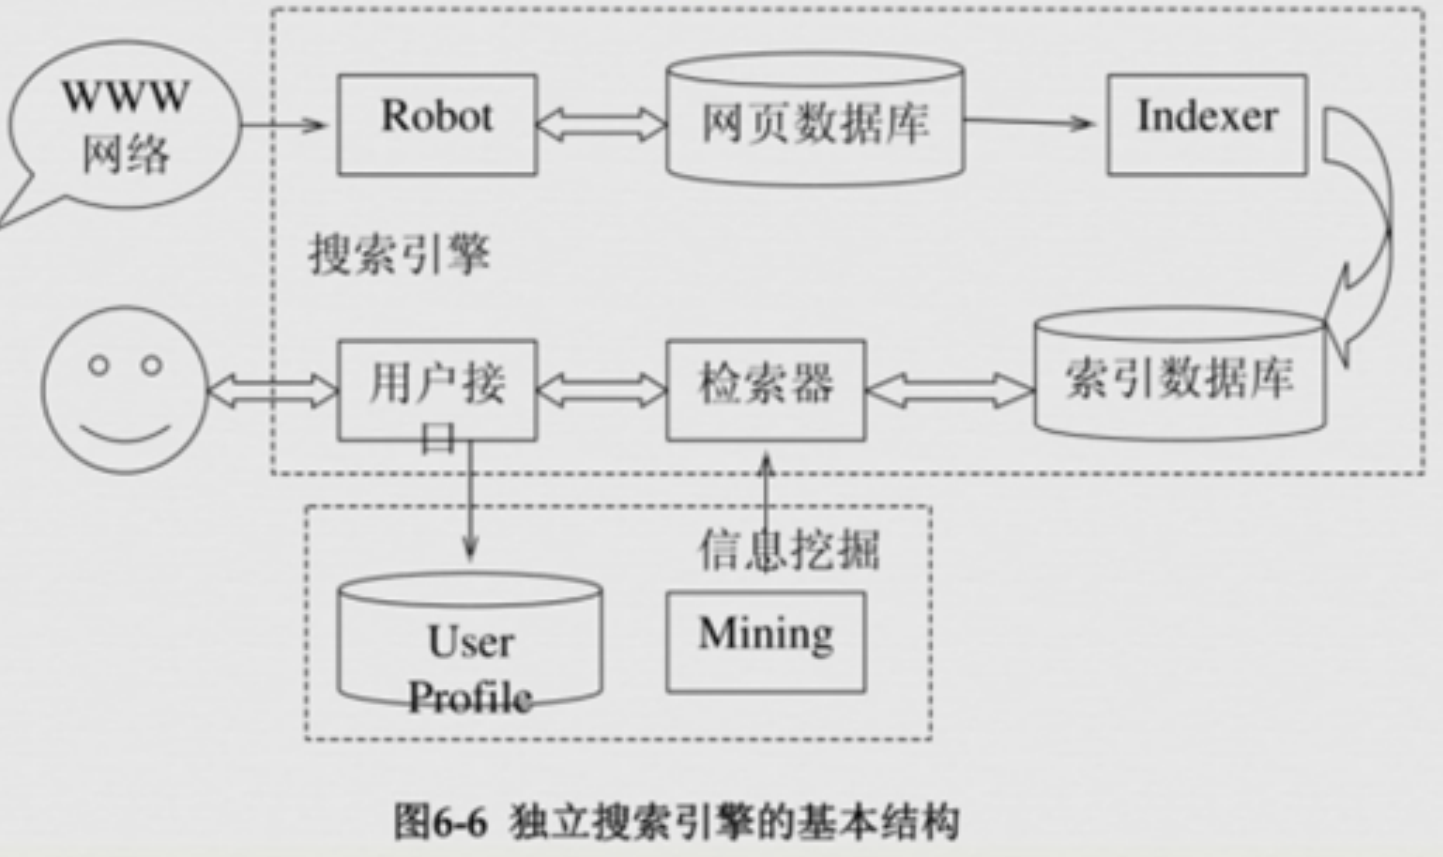 WWW
网络
Robot
网页数据库
Indexer
搜索引擎
用户接
口
检索器
索引数据库
信息挖掘
User
Profile
Mining
图6-6 独立搜索引擎的基本结构